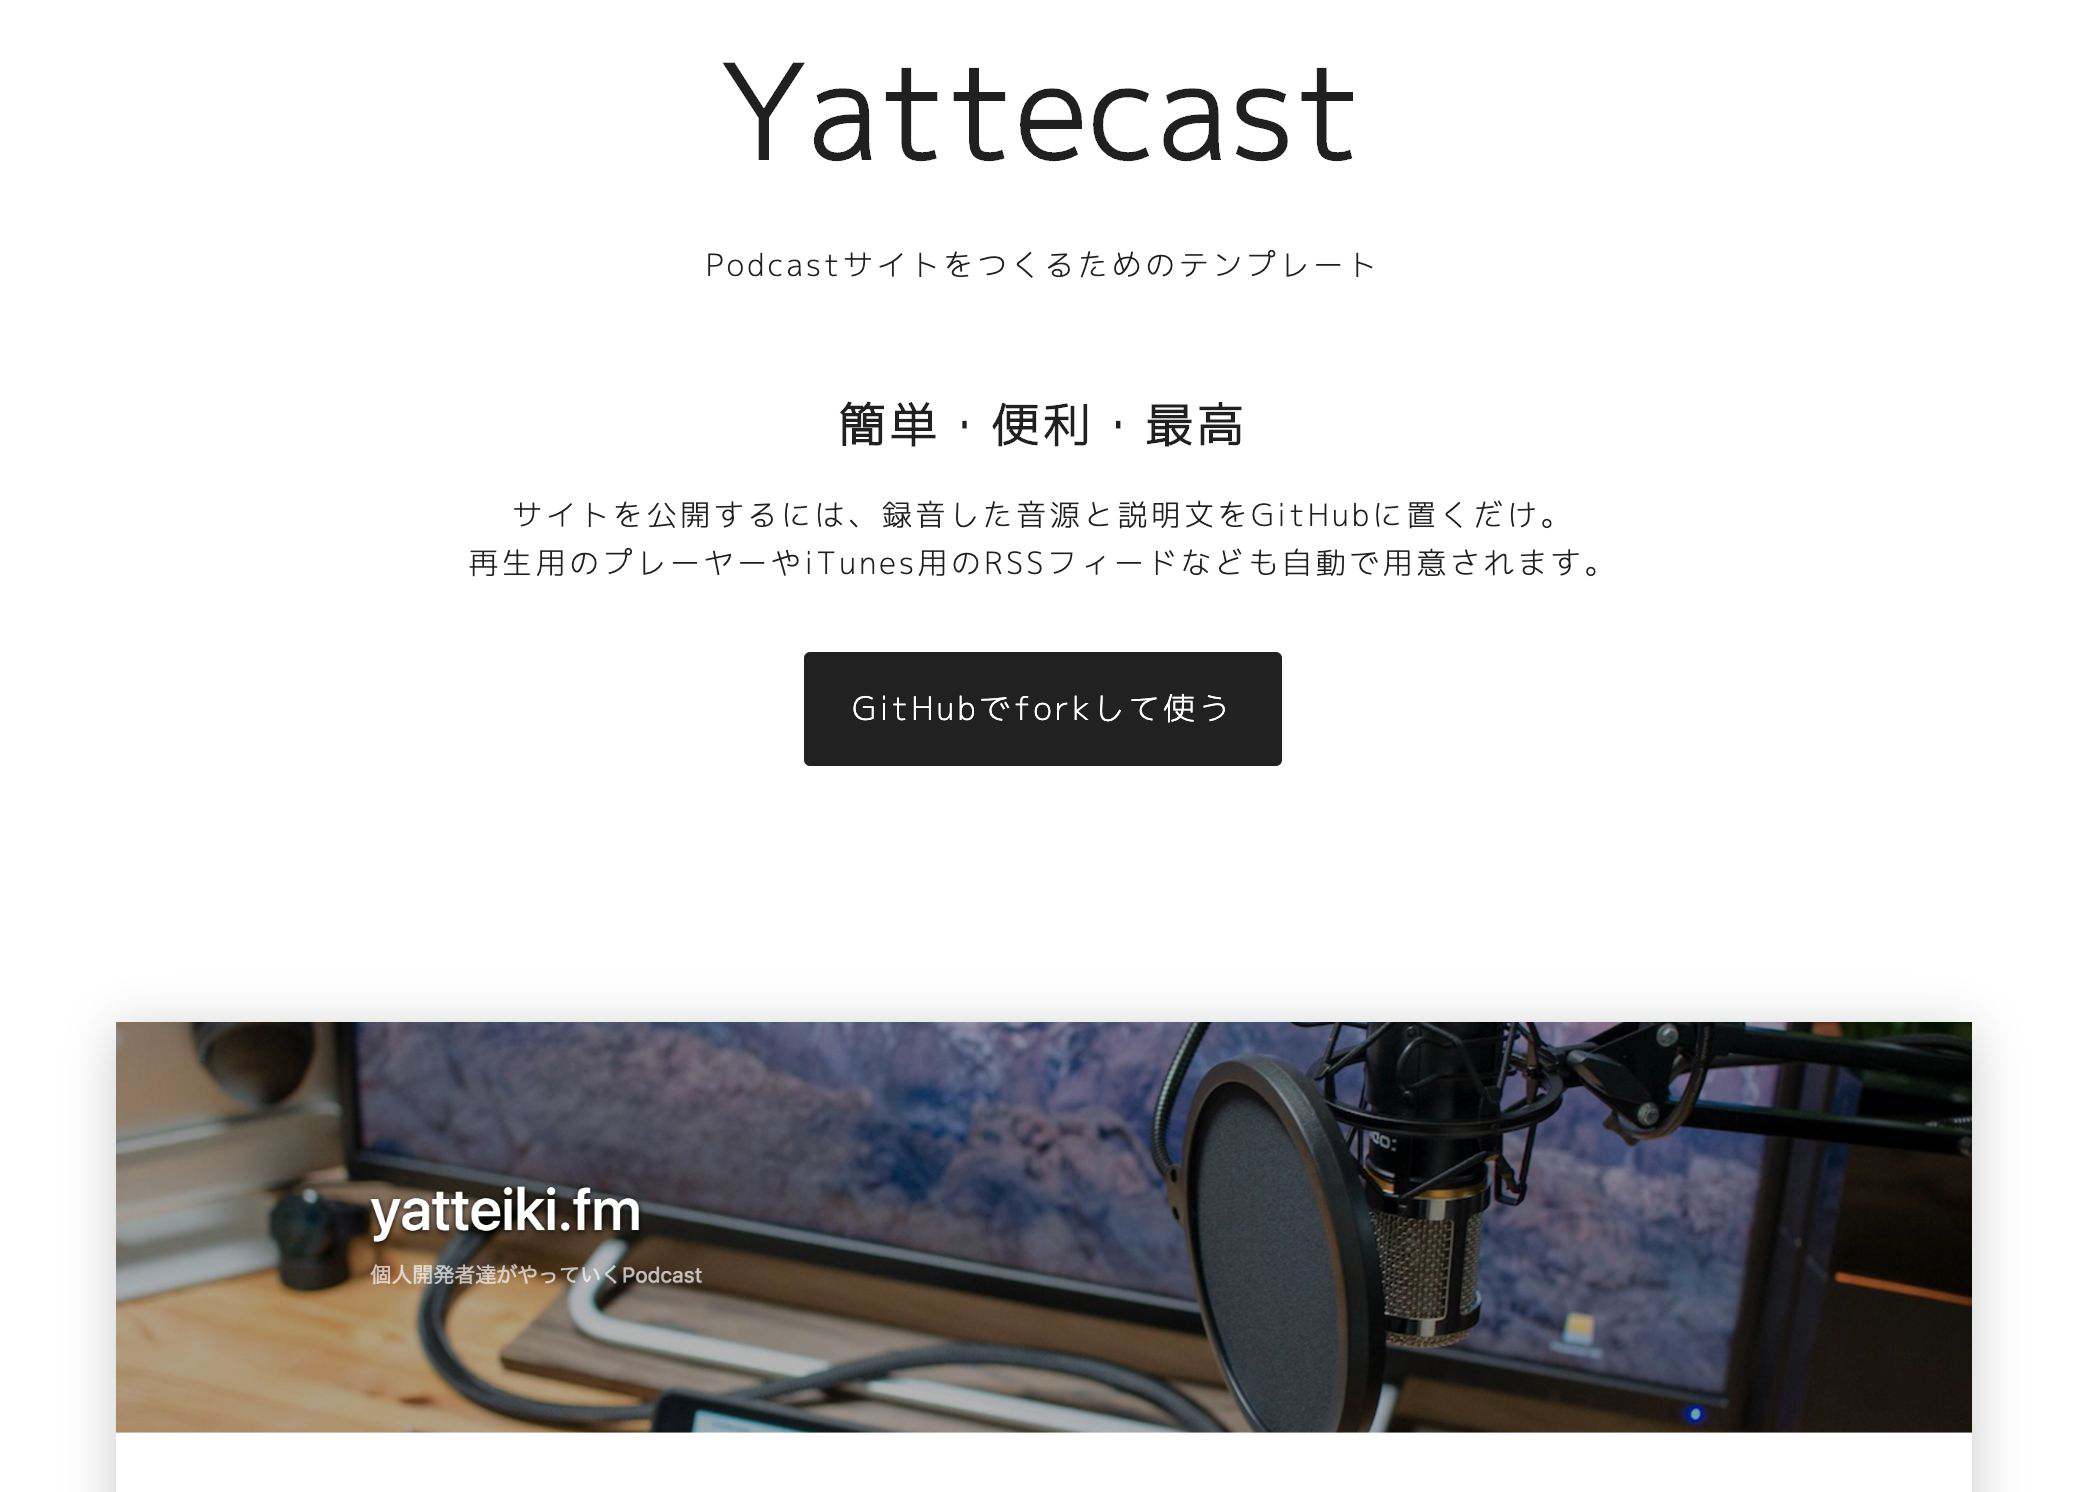 Yattecast
Podcastサイトをつくるためのテンプレート
簡単・便利・最高
サイトを公開するには、録音した音源と説明文をGitHubに置くだけ。
再生用のプレーヤーやiTunes用のRSSフィードなども自動で用意されます。
GitHubでforkして使う
yatteiki.fm
個人開発者達がやっていくPodcast